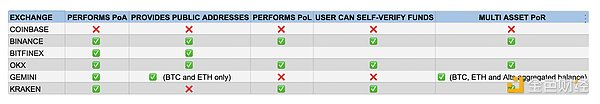 EXCHANGE PERFORMS PoA PROVIDES PUBLIC ADDRESSES PERFORMS PoL USER CAN SELF-VERIFY FUNDS MULTI ASSET PoR
COINBASE
BINANCE
BITFINEX
OKX
GEMINI (BTC and ETH only) (BTC, ETH and Alts aggregated balance)
KRAKEN
金色财经